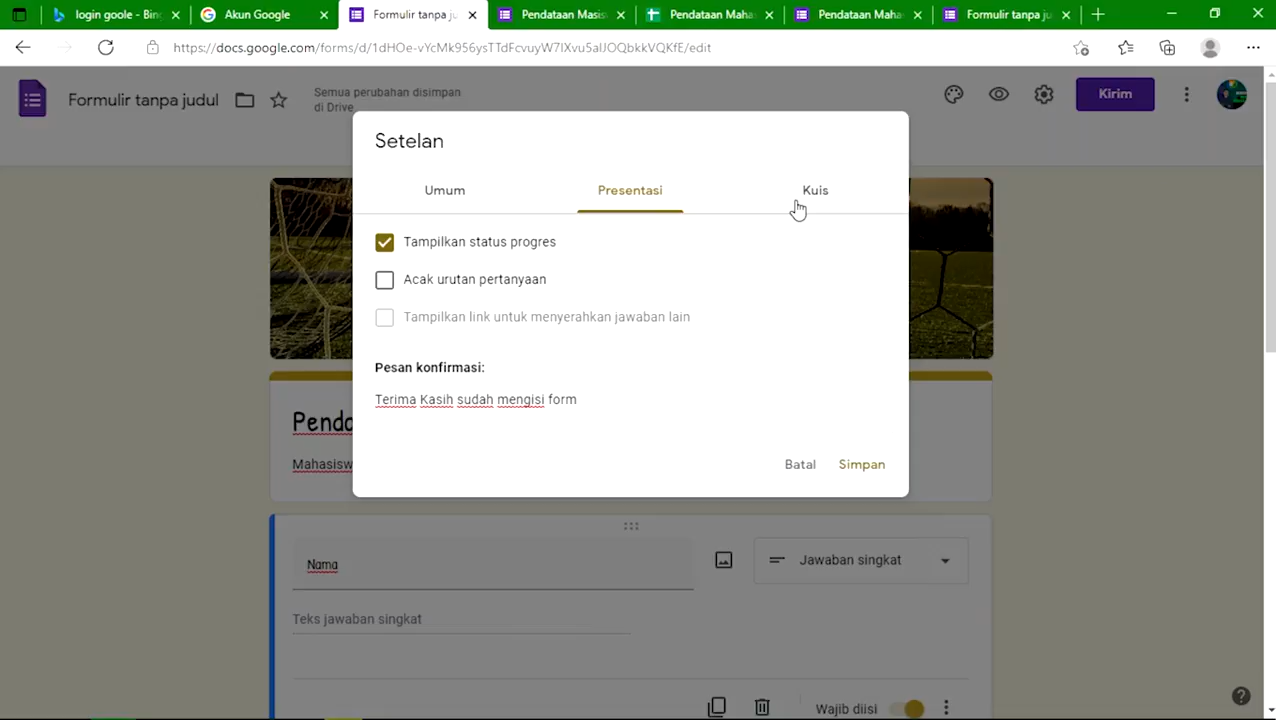 login goole - Bin
Akun Google
Formulir tanpa ju
Pendataan Masis
Pendataan Maha
Pendataan Maha
Formulir tanpa ju
https://docs.google.com/forms/d/1dHOe-vYcMk956ysTTdFcvuyW7lXvu5alJOQbkkVQKfE/edit
Formulir tanpa judul
Semua perubahan disimpan
di Drive
Kirim
Setelan
Umum
Presentasi
Kuis
Tampilkan status progres
Acak urutan pertanyaan
Tampilkan link untuk menyerahkan jawaban lain
Pesan konfirmasi:
Terima Kasih sudah mengisi form
Batal
Simpan
Penda
Mahasisw
Nama
Jawaban singkat
Teks jawaban singkat
Wajib diisi